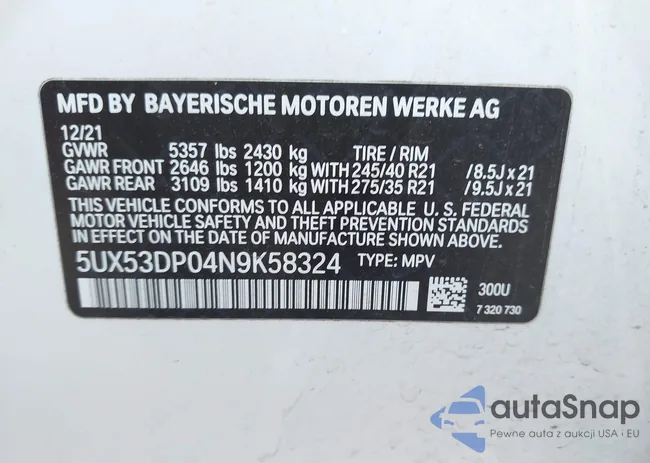 MFD BY BAYERISCHE MOTOREN WERKE AG
12/21
GVWR 5357 lbs 2430 kg TIRE / RIM
GAWR FRONT 2646 lbs 1200 kg WITH 245/40 R21 / 8.5J x 21
GAWR REAR 3109 lbs 1410 kg WITH 275/35 R21 / 9.5J x 21
THIS VEHICLE CONFORMS TO ALL APPLICABLE U. S. FEDERAL
MOTOR VEHICLE SAFETY AND THEFT PREVENTION STANDARDS
IN EFFECT ON THE DATE OF MANUFACTURE SHOWN ABOVE.
5UX53DP04N9K58324 TYPE: MPV
300U
7 320 730
autoSnap
Pewne auta z aukcji USA i EU